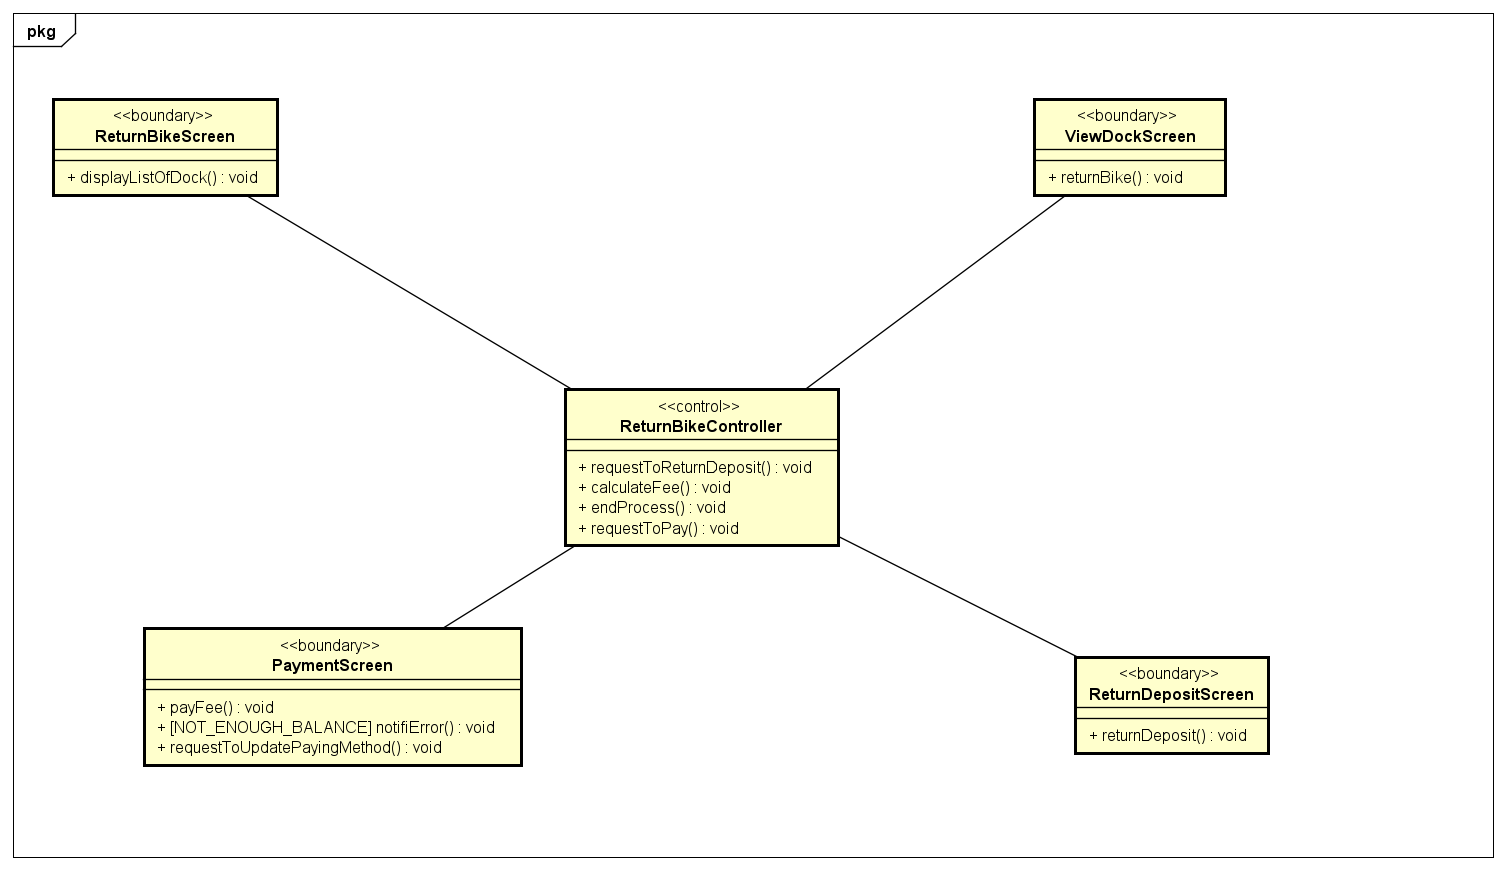 pkg
<<boundary>>
ReturnBikeScreen
+ displayListOfDock() : void
<<boundary>>
ViewDockScreen
+ returnBike() : void
<<control>>
ReturnBikeController
+ requestToReturnDeposit() : void
+ calculateFee() : void
+ endProcess() : void
+ requestToPay() : void
<<boundary>>
PaymentScreen
+ payFee() : void
+ [NOT_ENOUGH_BALANCE] notifiError() : void
+ requestToUpdatePayingMethod() : void
<<boundary>>
ReturnDepositScreen
+ returnDeposit() : void